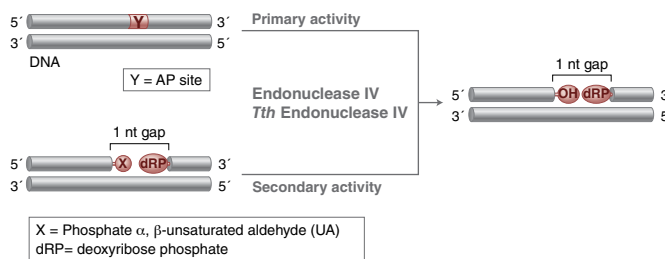 5´ Y 3´
3´ 5´
DNA
Y = AP site
Primary activity
Endonuclease IV
Tth Endonuclease IV
Secondary activity
1 nt gap
5´ X dRP 3´
3´ 5´
X = Phosphate α, β-unsaturated aldehyde (UA)
dRP= deoxyribose phosphate
1 nt gap
5´ OH dRP 3´
3´ 5´